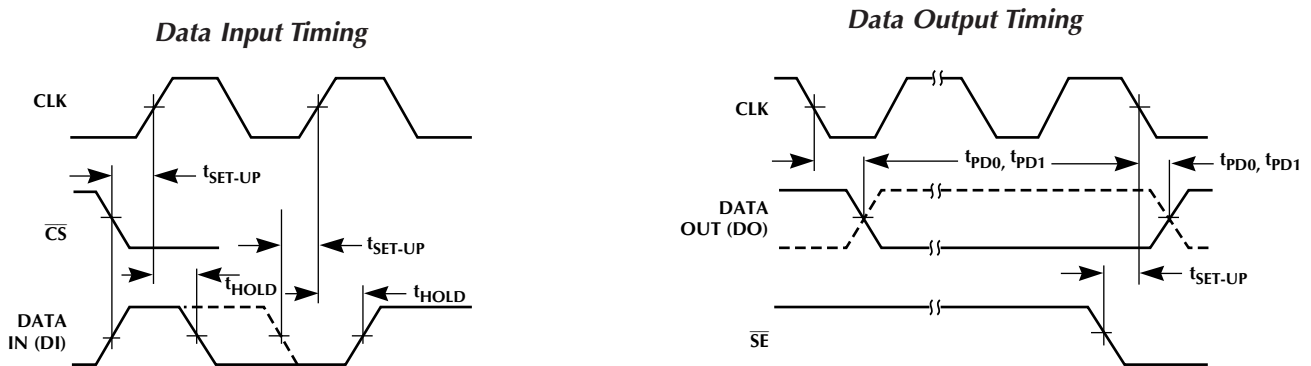 Data Input Timing
CLK
tSET-UP
CS
tSET-UP
tHOLD
tHOLD
DATA
IN (DI)
Data Output Timing
CLK
tPD0, tPD1
tPD0, tPD1
DATA
OUT (DO)
tSET-UP
SE